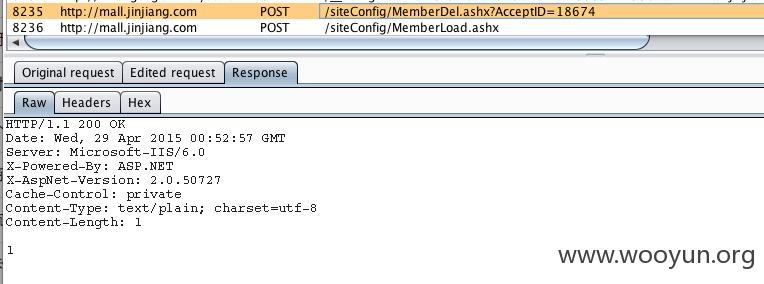 8235 http://mall.jinjiang.com POST /siteConfig/MemberDel.ashx?AcceptID=18674
8236 http://mall.jinjiang.com POST /siteConfig/MemberLoad.ashx
Original request Edited request Response
Raw Headers Hex
HTTP/1.1 200 OK
Date: Wed, 29 Apr 2015 00:52:57 GMT
Server: Microsoft-IIS/6.0
X-Powered-By: ASP.NET
X-AspNet-Version: 2.0.50727
Cache-Control: private
Content-Type: text/plain; charset=utf-8
Content-Length: 1
1
www.wooyun.org